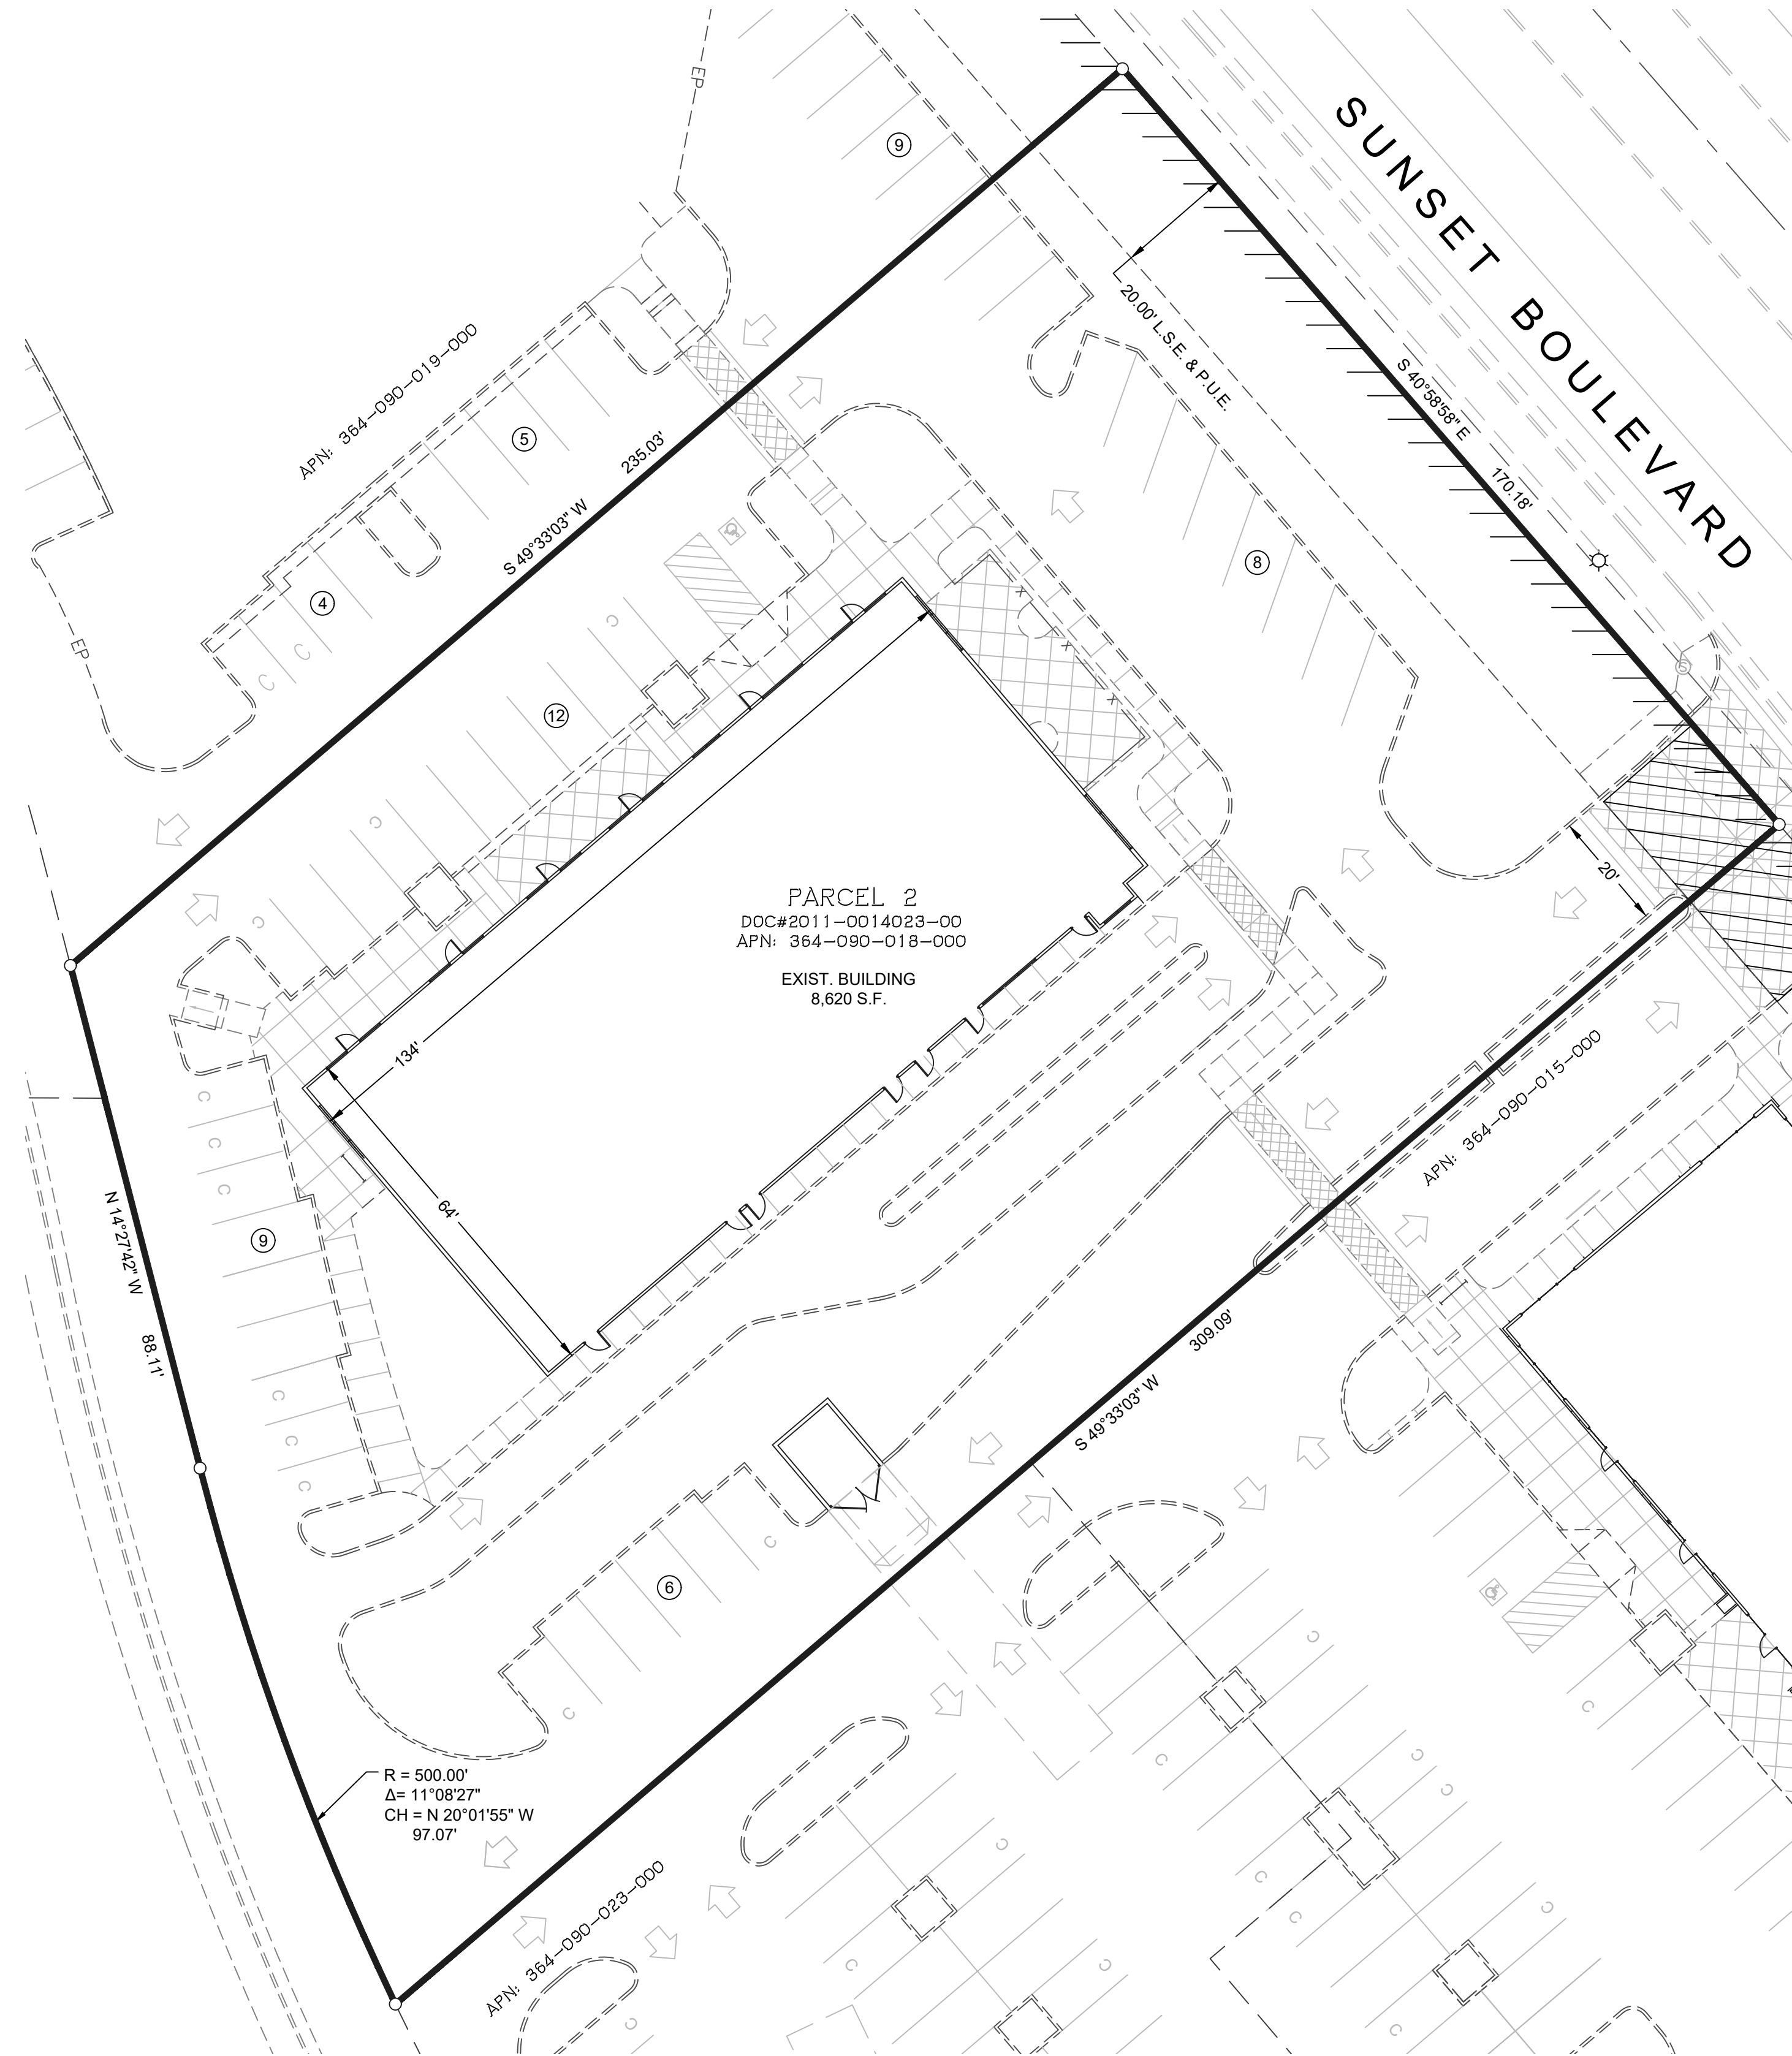 SUNSET BOULEVARD
EP
9
20.00' L.S.E. & P.U.E.
S 40°58'58" E
170.18'
APN: 364-090-019-000
5
235.03'
S 49°33'03" W
4
C
C
EP
8
S
C
12
C
C
X
X
X
PARCEL 2
DOC#2011-0014023-00
APN: 364-090-018-000
EXIST. BUILDING
8,620 S.F.
20'
134'
64'
APN: 364-090-015-000
C
C
C
C
9
N 14°27'42" W
88.11'
C
C
C
C
309.09'
S 49°33'03" W
C
6
C
R = 500.00'
Δ= 11°08'27"
CH = N 20°01'55" W
97.07'
APN: 364-090-023-000
C
C
C
C
C
C
C
C
C
C
C
C
C
C